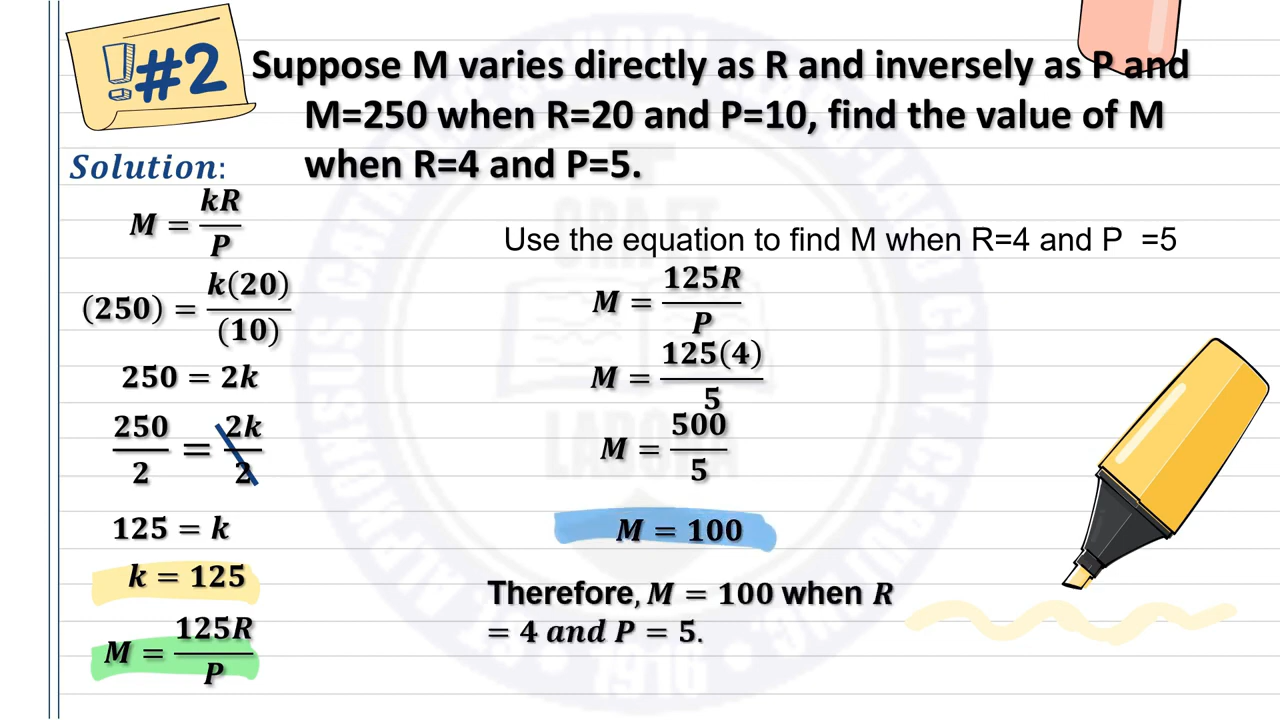 !#2
Suppose M varies directly as R and inversely as P and
M=250 when R=20 and P=10, find the value of M
when R=4 and P=5.
Solution:
M = kR/P
(250) = k(20)/(10)
250 = 2k
250/2 = 2k/2
125 = k
k = 125
M = 125R/P
Use the equation to find M when R=4 and P  =5
M = 125R/P
M = 125(4)/5
M = 500/5
M = 100
Therefore, M = 100 when R
= 4 and P = 5.